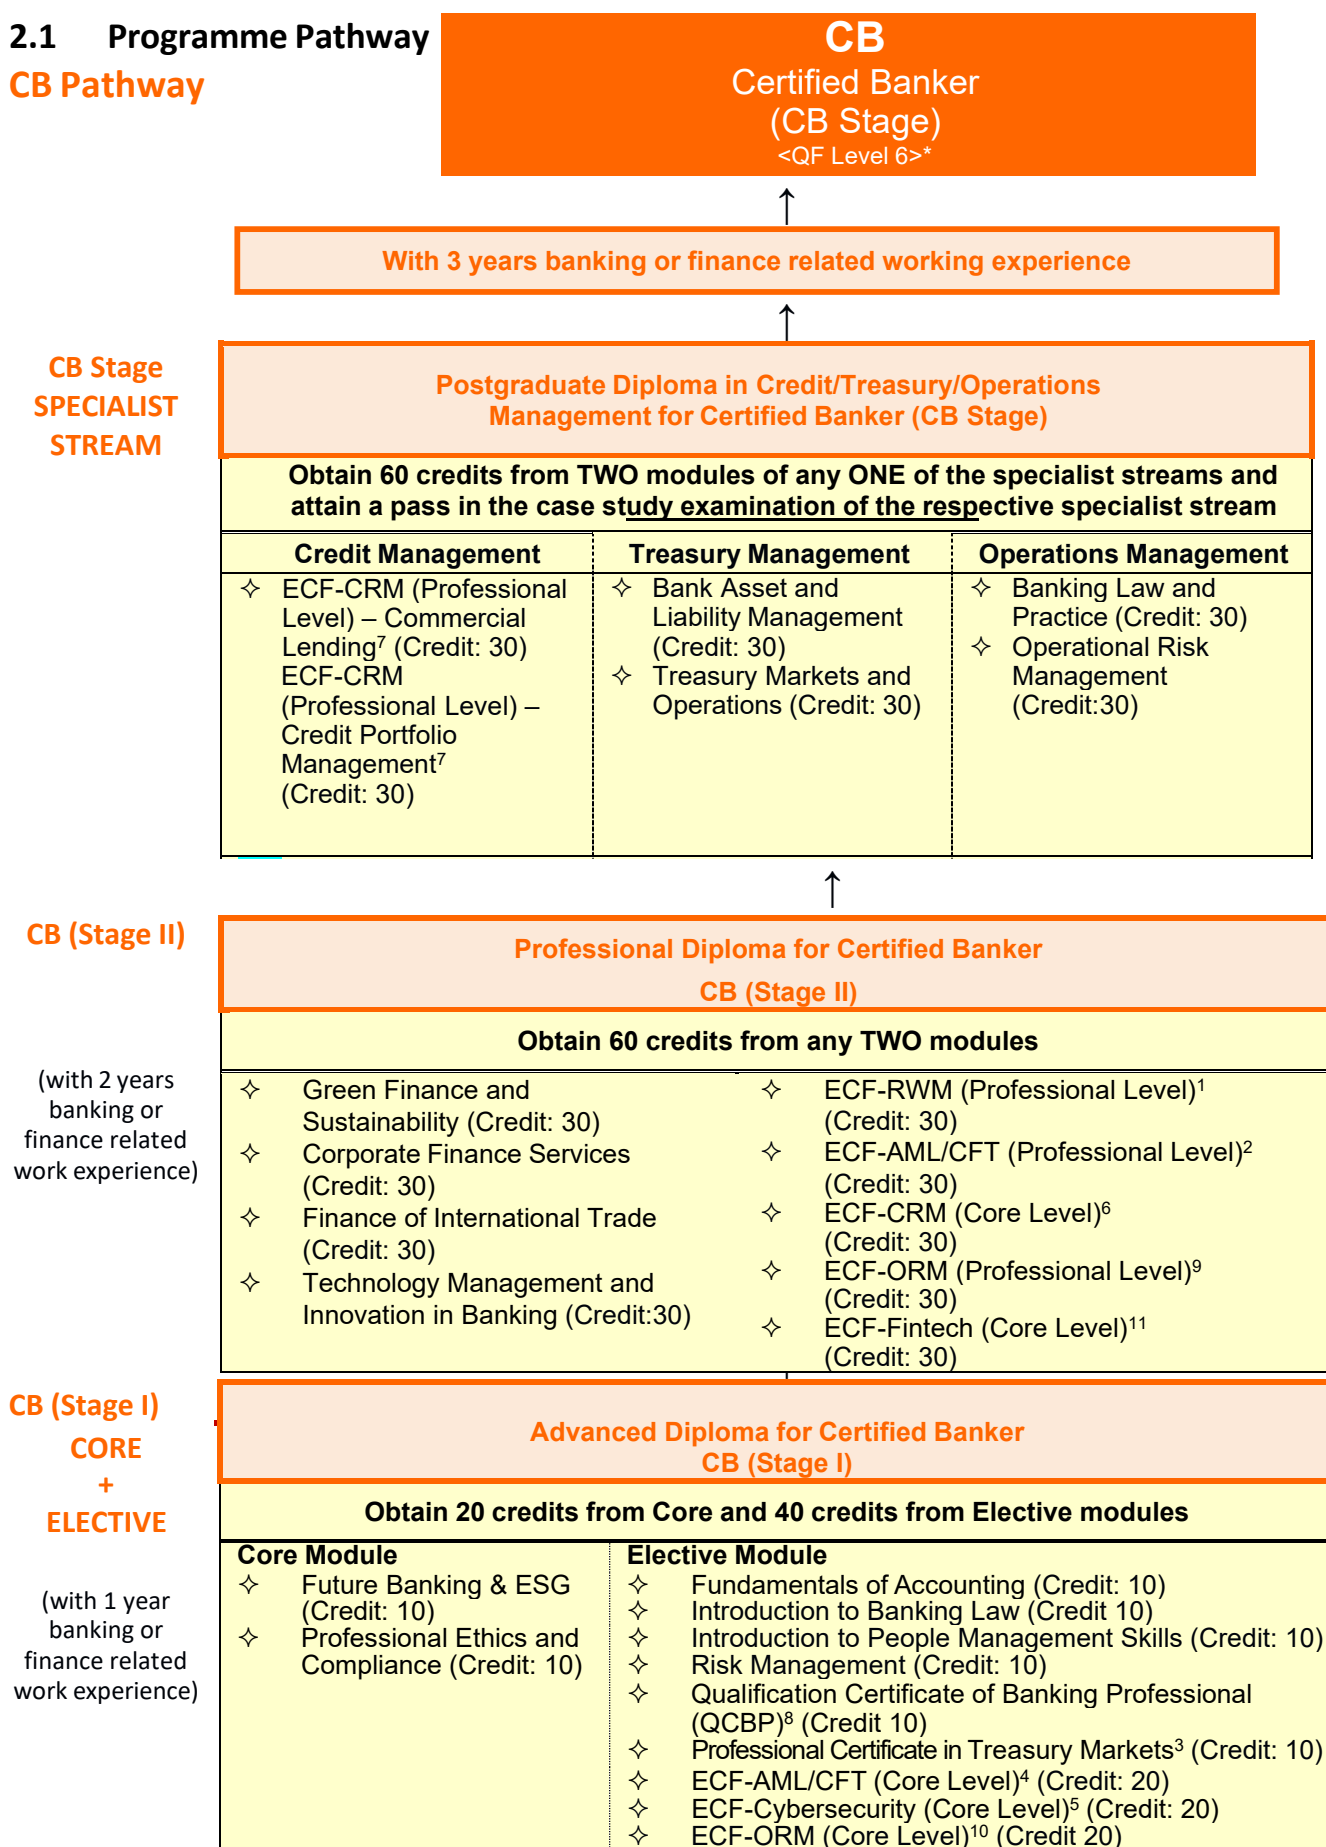 2.1 Programme Pathway
CB Pathway
CB
Certified Banker
(CB Stage)
<QF Level 6>*
↑
With 3 years banking or finance related working experience
↑
CB Stage
SPECIALIST
STREAM
Postgraduate Diploma in Credit/Treasury/Operations
Management for Certified Banker (CB Stage)
Obtain 60 credits from TWO modules of any ONE of the specialist streams and
attain a pass in the case study examination of the respective specialist stream
Credit Management
✧ ECF-CRM (Professional
Level) – Commercial
Lending⁷ (Credit: 30)
ECF-CRM
(Professional Level) –
Credit Portfolio
Management⁷
(Credit: 30)
Treasury Management
✧ Bank Asset and
Liability Management
(Credit: 30)
✧ Treasury Markets and
Operations (Credit: 30)
Operations Management
✧ Banking Law and
Practice (Credit: 30)
✧ Operational Risk
Management
(Credit:30)
↑
CB (Stage II)
(with 2 years
banking or
finance related
work experience)
Professional Diploma for Certified Banker
CB (Stage II)
Obtain 60 credits from any TWO modules
✧ Green Finance and
Sustainability (Credit: 30)
✧ Corporate Finance Services
(Credit: 30)
✧ Finance of International Trade
(Credit: 30)
✧ Technology Management and
Innovation in Banking (Credit:30)
✧ ECF-RWM (Professional Level)¹
(Credit: 30)
✧ ECF-AML/CFT (Professional Level)²
(Credit: 30)
✧ ECF-CRM (Core Level)⁶
(Credit: 30)
✧ ECF-ORM (Professional Level)⁹
(Credit: 30)
✧ ECF-Fintech (Core Level)¹¹
(Credit: 30)
CB (Stage I)
CORE
+
ELECTIVE
(with 1 year
banking or
finance related
work experience)
Advanced Diploma for Certified Banker
CB (Stage I)
Obtain 20 credits from Core and 40 credits from Elective modules
Core Module
✧ Future Banking & ESG
(Credit: 10)
✧ Professional Ethics and
Compliance (Credit: 10)
Elective Module
✧ Fundamentals of Accounting (Credit: 10)
✧ Introduction to Banking Law (Credit 10)
✧ Introduction to People Management Skills (Credit: 10)
✧ Risk Management (Credit: 10)
✧ Qualification Certificate of Banking Professional
(QCBP)⁸ (Credit 10)
✧ Professional Certificate in Treasury Markets³ (Credit: 10)
✧ ECF-AML/CFT (Core Level)⁴ (Credit: 20)
✧ ECF-Cybersecurity (Core Level)⁵ (Credit: 20)
✧ ECF-ORM (Core Level)¹⁰ (Credit 20)